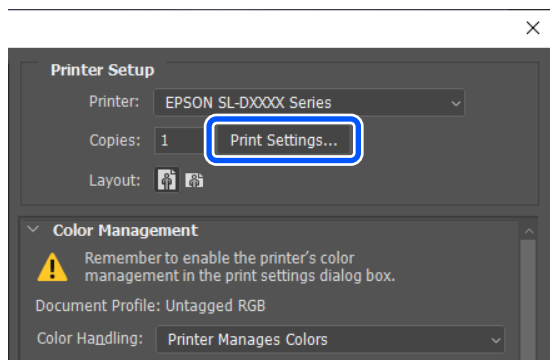 Printer Setup
Printer: EPSON SL-DXXXX Series
Copies: 1 Print Settings...
Layout:
Color Management
Remember to enable the printer's color
management in the print settings dialog box.
Document Profile: Untagged RGB
Color Handling: Printer Manages Colors